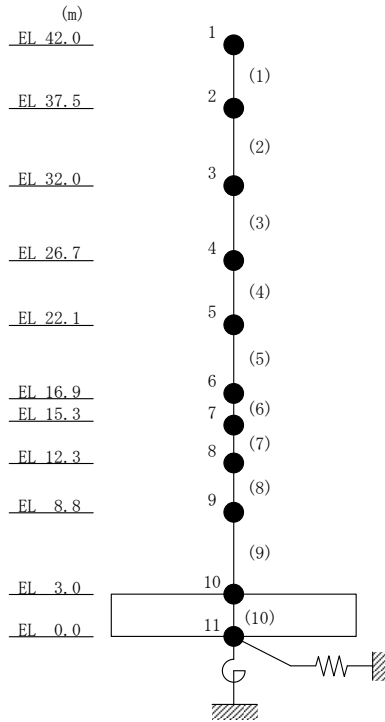 (m)
EL 42.0
1
(1)
EL 37.5
2
(2)
EL 32.0
3
(3)
EL 26.7
4
(4)
EL 22.1
5
(5)
EL 16.9
6
(6)
EL 15.3
7
(7)
EL 12.3
8
(8)
EL 8.8
9
(9)
EL 3.0
10
(10)
EL 0.0
11